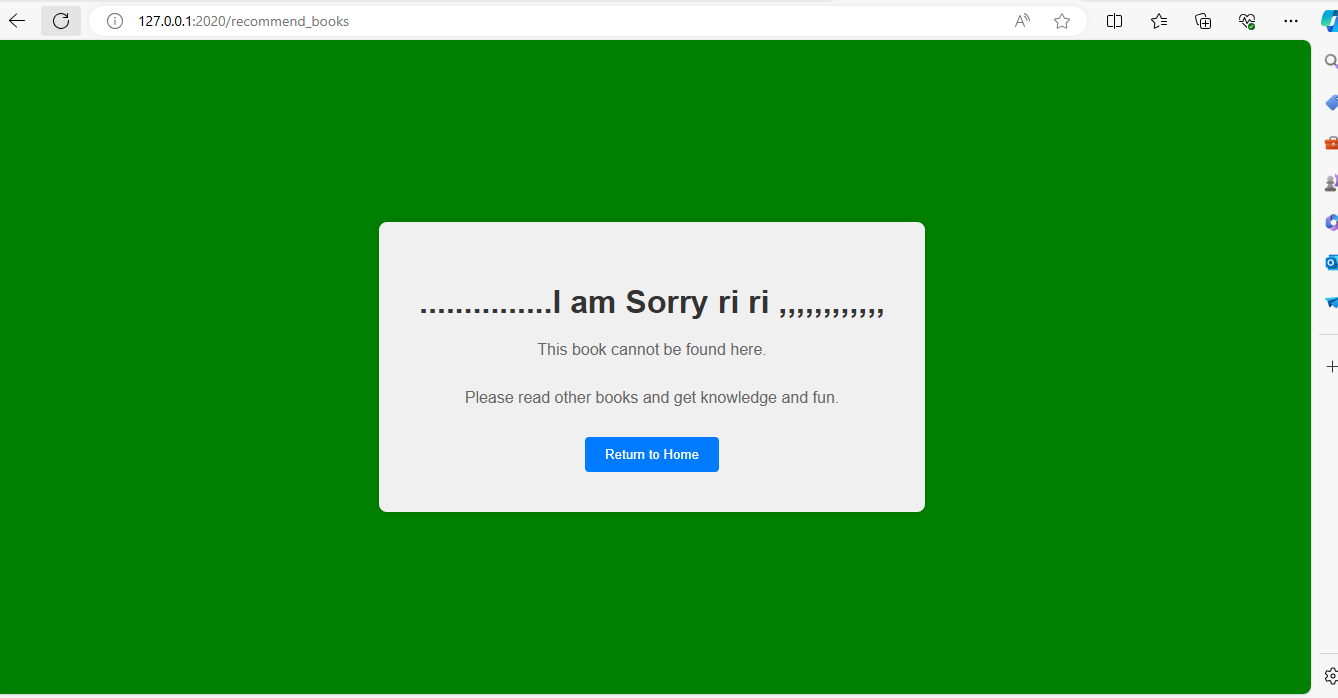 127.0.0.1:2020/recommend_books
...............I am Sorry ri ri ,,,,,,,,,,,,
This book cannot be found here.
Please read other books and get knowledge and fun.
Return to Home